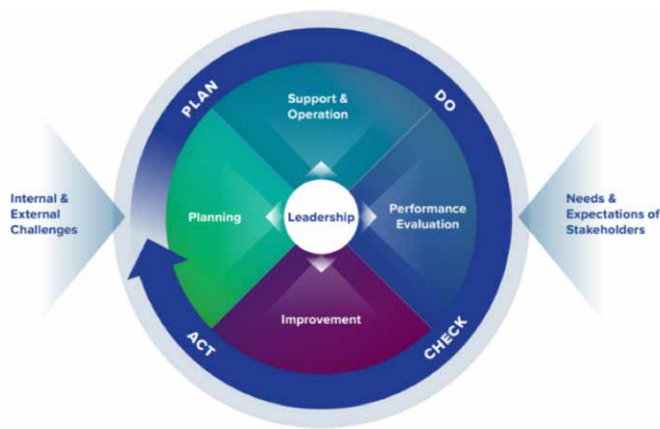 PLAN
DO
Support &
Operation
Internal &
External
Challenges
Planning
Leadership
Performance
Evaluation
Needs &
Expectations of
Stakeholders
Improvement
ACT
CHECK